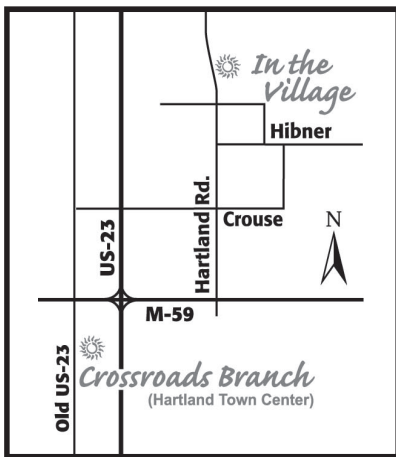 In the
Village
Hibner
Hartland Rd.
Crouse
N
US-23
M-59
Old US-23
Crossroads Branch
(Hartland Town Center)